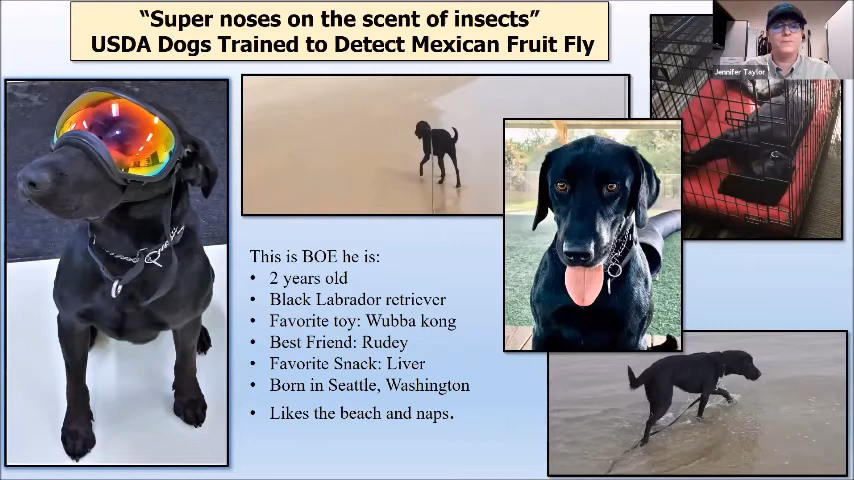 “Super noses on the scent of insects”
USDA Dogs Trained to Detect Mexican Fruit Fly
Jennifer Taylor
This is BOE he is:
• 2 years old
• Black Labrador retriever
• Favorite toy: Wubba kong
• Best Friend: Rudey
• Favorite Snack: Liver
• Born in Seattle, Washington
• Likes the beach and naps.